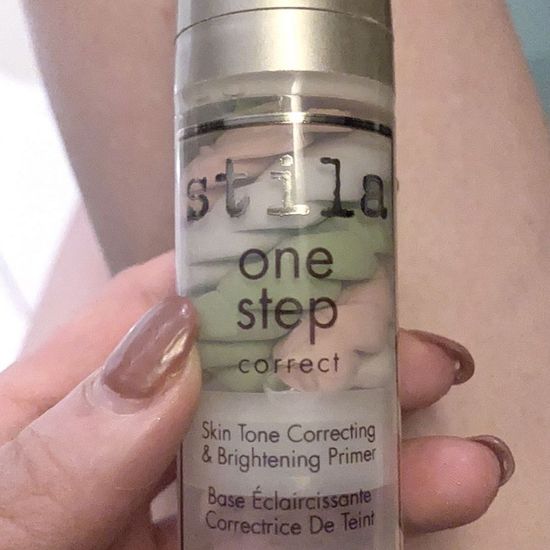 stila
one
step
correct
Skin Tone Correcting
& Brightening Primer
Base Éclaircissante
Correctrice De Teint